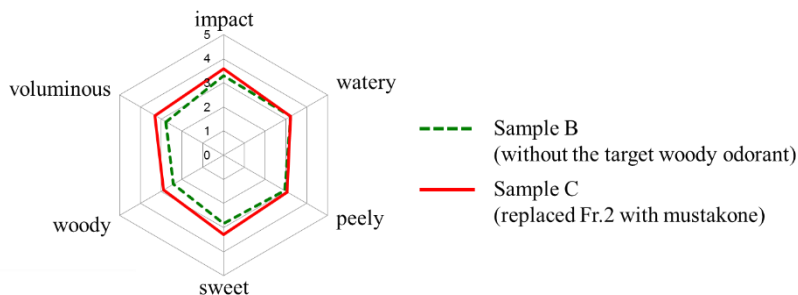 impact
5
4
3
2
1
0
voluminous
watery
woody
peely
sweet
Sample B
(without the target woody odorant)
Sample C
(replaced Fr.2 with mustakone)